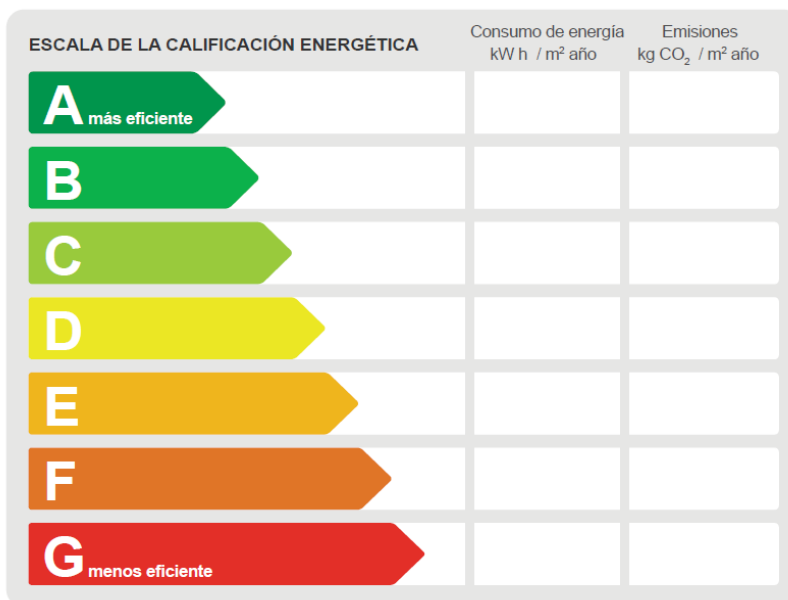 ESCALA DE LA CALIFICACIÓN ENERGÉTICA
Consumo de energía
kW h / m² año
Emisiones
kg CO₂ / m² año
A más eficiente
B
C
D
E
F
G menos eficiente